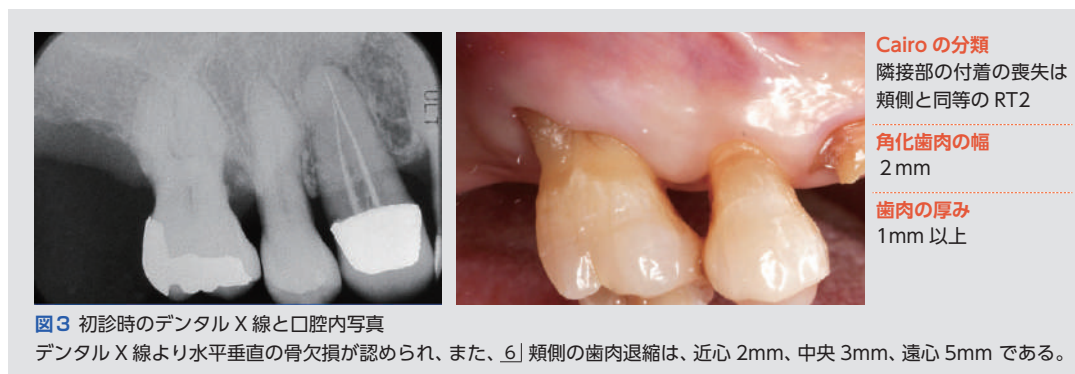 ULT
Cairo の分類
隣接部の付着の喪失は
頬側と同等の RT2
角化歯肉の幅
2mm
歯肉の厚み
1mm 以上
図3 初診時のデンタル X 線と口腔内写真
デンタル X 線より水平垂直の骨欠損が認められ、また、6| 頬側の歯肉退縮は、近心 2mm、中央 3mm、遠心 5mm である。